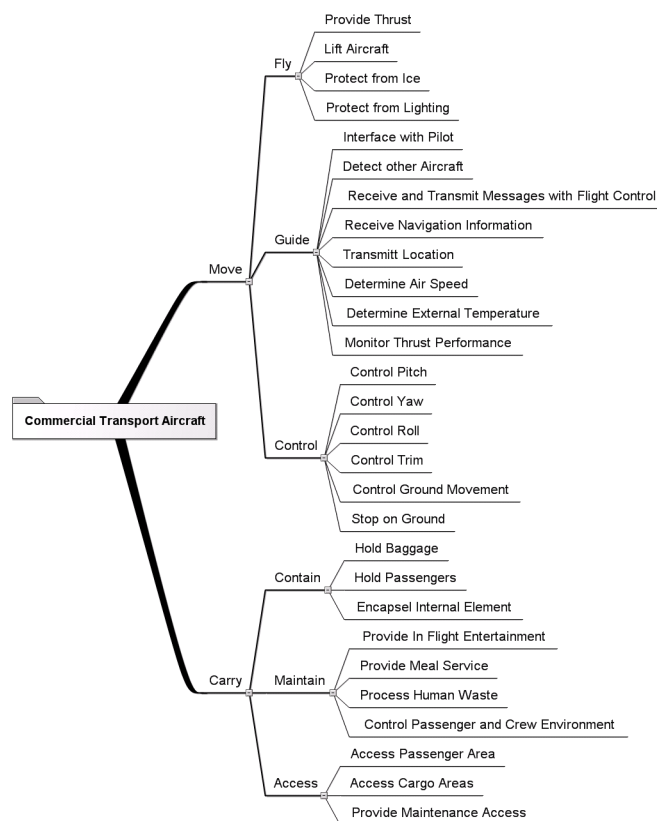 Provide Thrust
Lift Aircraft
Fly
Protect from Ice
Protect from Lighting
Interface with Pilot
Detect other Aircraft
Receive and Transmit Messages with Flight Control
Receive Navigation Information
Guide
Transmitt Location
Move
Determine Air Speed
Determine External Temperature
Monitor Thrust Performance
Control Pitch
Control Yaw
Commercial Transport Aircraft
Control Roll
Control
Control Trim
Control Ground Movement
Stop on Ground
Hold Baggage
Contain
Hold Passengers
Encapsel Internal Element
Provide In Flight Entertainment
Provide Meal Service
Carry
Maintain
Process Human Waste
Control Passenger and Crew Environment
Access Passenger Area
Access
Access Cargo Areas
Provide Maintenance Access